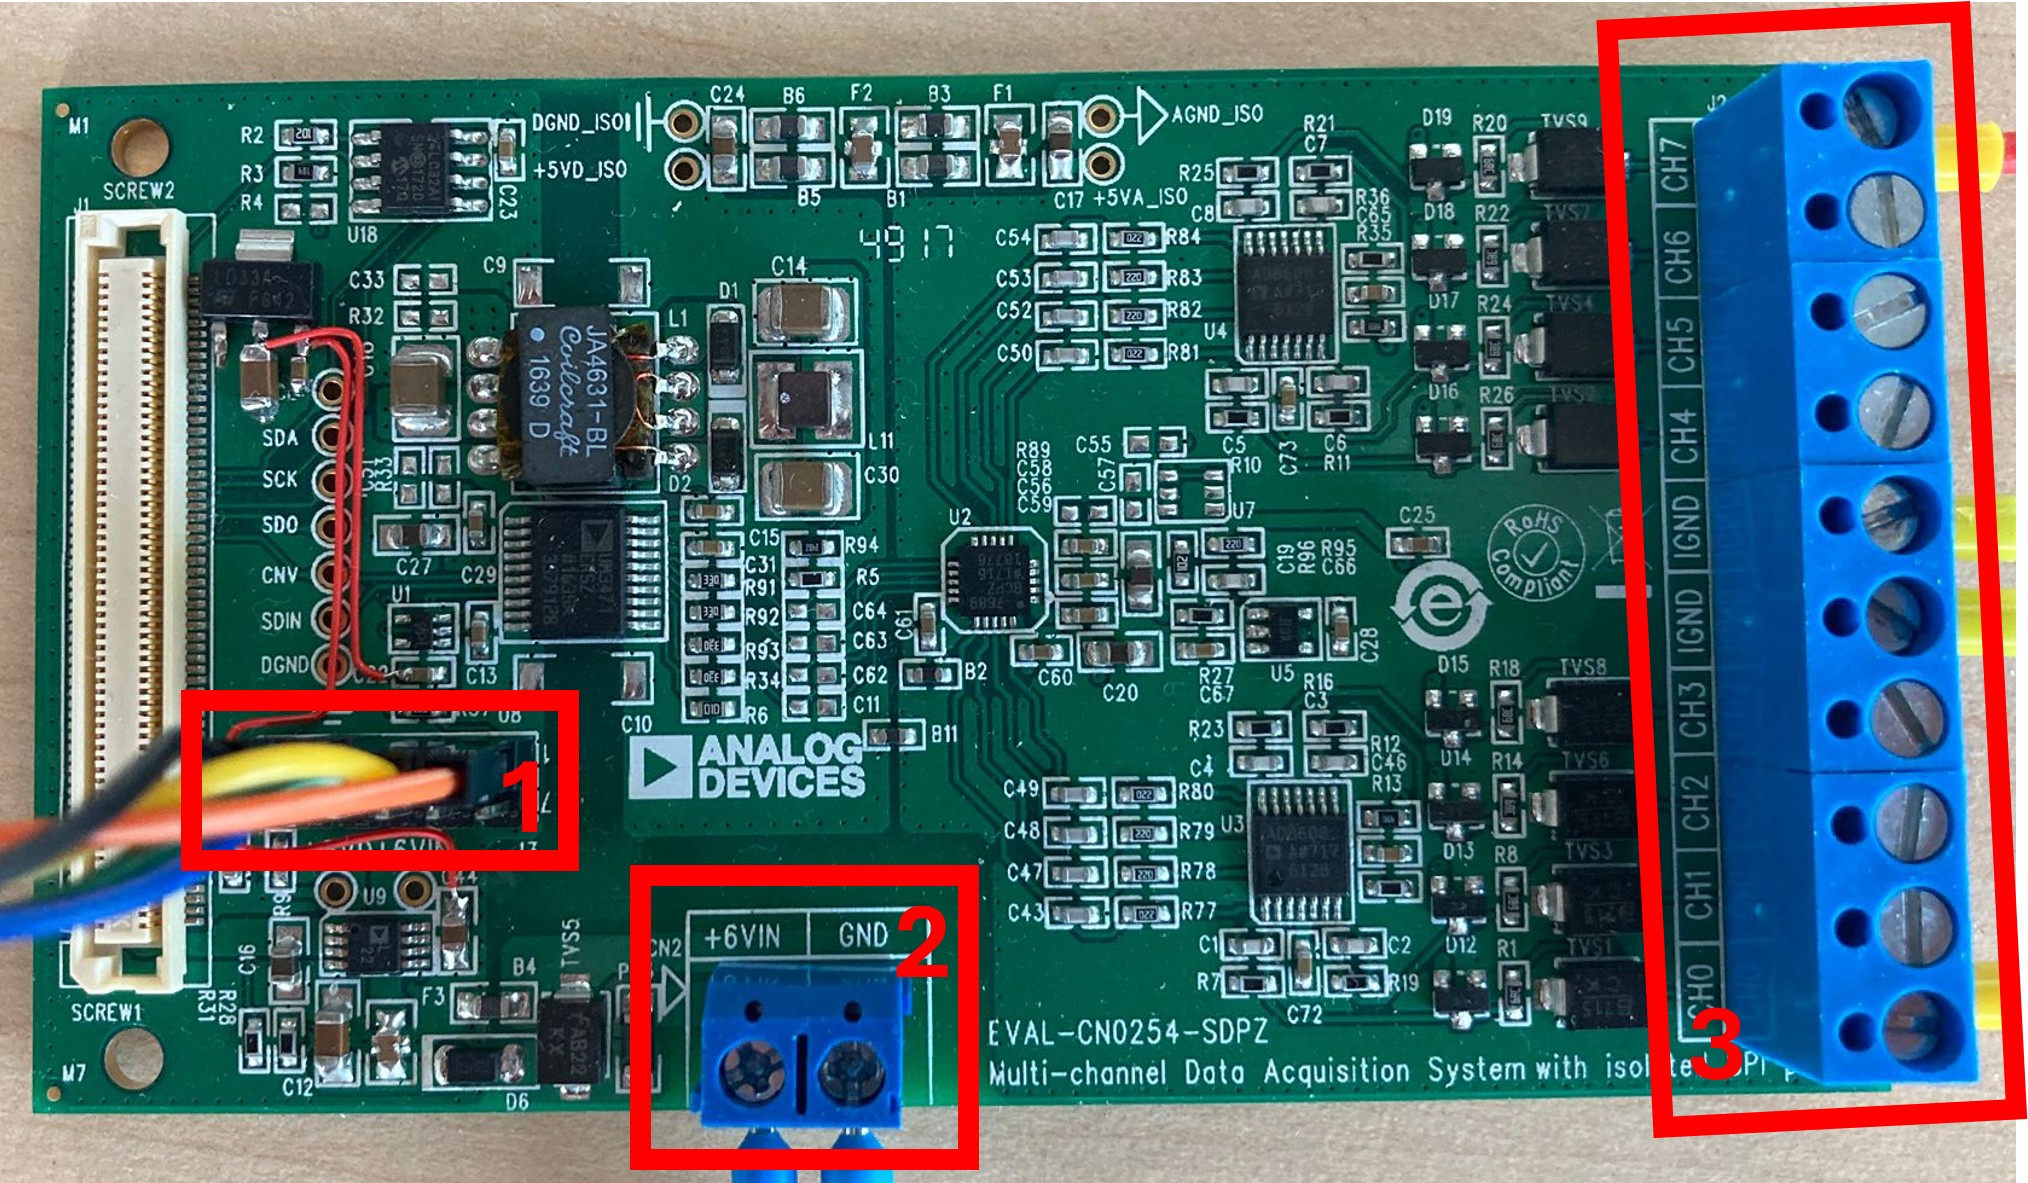 M1
SCREW2
J1
R2
R3
R4
U18
C23
DGND_ISO
+5VD_ISO
C24
B6
F2
B3
F1
B5
B1
C17
+5VA_ISO
AGND_ISO
4917
C33
R32
C9
L1
D1
C14
JA4631-BL
Coilcraft
1639 D
L11
C30
D2
SDA
SCK
SDO
CNV
SDIN
DGND
R33
C27
C29
U1
C13
U8
C10
C15
C31
R91
R92
R93
R34
R6
R94
R5
C64
C63
C62
C11
B11
B2
C61
U2
R89
C58
C56
C59
C55
C57
R10
U7
C60
C20
C19
R96
R95
C66
R27
C67
U5
C28
C25
RoHS
Compliant
e
C54
C53
C52
C50
R84
R83
R82
R81
R25
C8
R21
C7
R36
C65
R35
U4
C5
C73
C6
R11
D19
D18
D17
D16
R20
R22
R24
R26
TVS9
TVS7
TVS4
TVS2
J2
CH7
CH6
CH5
CH4
IGND
IGND
CH3
CH2
CH1
CH0
D15
D14
D13
D12
R18
R14
R8
R1
TVS8
TVS6
TVS3
TVS1
R16
C3
R23
C4
R12
C46
R13
U3
C49
C48
C47
C43
R80
R79
R78
R77
C1
R7
C72
C2
R19
ANALOG
DEVICES
1
2
3
+6VIN
GND
CN2
U9
R9
C16
R31
R28
C12
F3
B4
TVS5
D6
SCREW1
M7
EVAL-CN0254-SDPZ
Multi-channel Data Acquisition System with